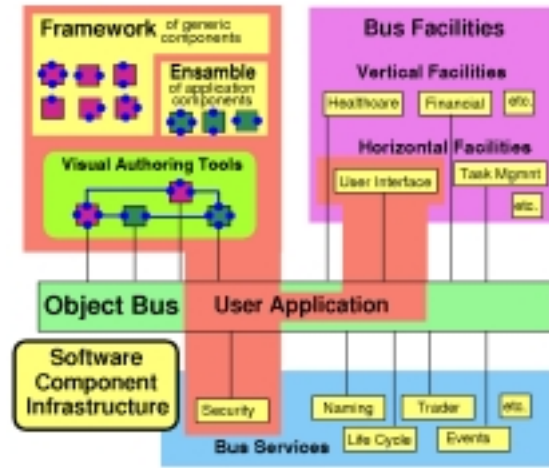 Framework of generic
components
Ensamble
of application
components
Visual Authoring Tools
Bus Facilities
Vertical Facilities
Healthcare
Financial
etc.
Horizontal Facilities
User Interface
Task Mgmnt
etc.
Object Bus
User Application
Software
Component
Infrastructure
Security
Naming
Trader
etc.
Life Cycle
Events
Bus Services